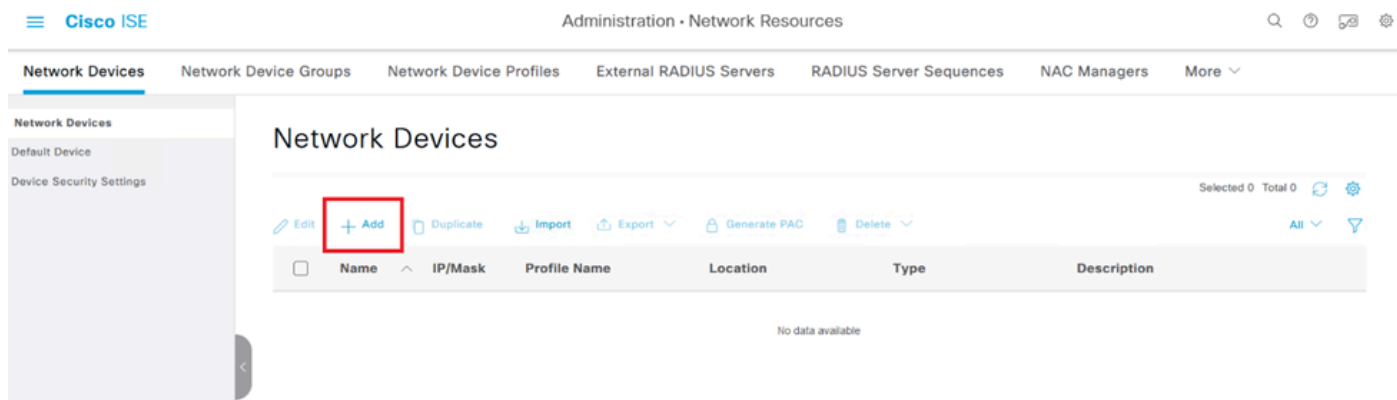 Cisco ISE
Administration · Network Resources
Network Devices Network Device Groups Network Device Profiles External RADIUS Servers RADIUS Server Sequences NAC Managers More
Network Devices
Default Device
Device Security Settings
Network Devices
Selected 0 Total 0
Edit + Add Duplicate Import Export Generate PAC Delete All
Name IP/Mask Profile Name Location Type Description
No data available